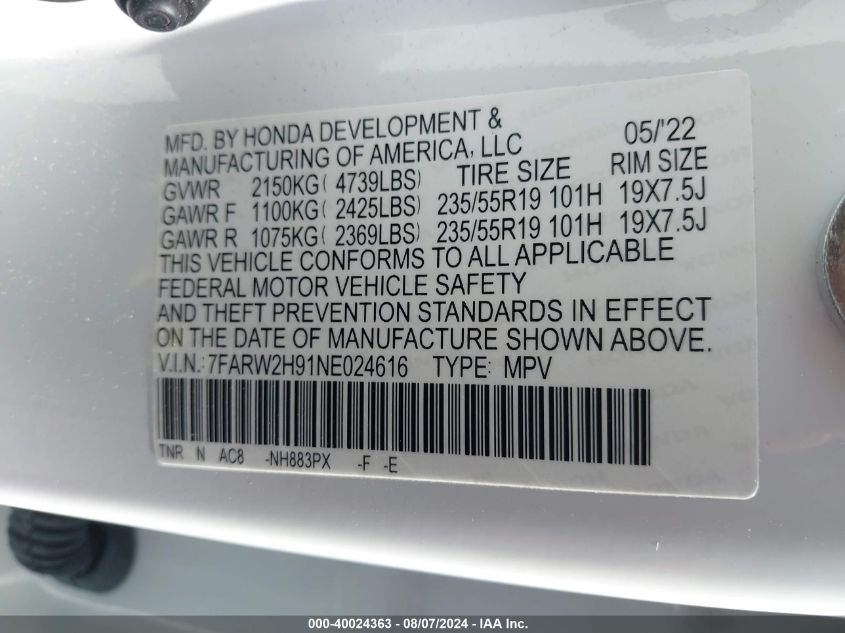 MFD. BY HONDA DEVELOPMENT &
MANUFACTURING OF AMERICA, LLC 05/'22
GVWR 2150KG( 4739LBS) TIRE SIZE RIM SIZE
GAWR F 1100KG( 2425LBS) 235/55R19 101H 19X7.5J
GAWR R 1075KG( 2369LBS) 235/55R19 101H 19X7.5J
THIS VEHICLE CONFORMS TO ALL APPLICABLE
FEDERAL MOTOR VEHICLE SAFETY
AND THEFT PREVENTION STANDARDS IN EFFECT
ON THE DATE OF MANUFACTURE SHOWN ABOVE.
V.I.N.: 7FARW2H91NE024616 TYPE: MPV
TNR N AC8 -NH883PX -F -E
000-40024363 - 08/07/2024 - IAA Inc.